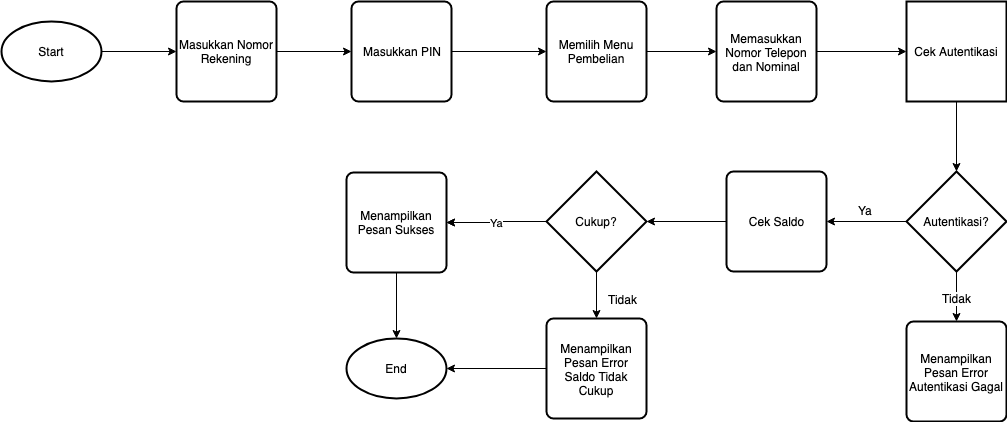 Start
Masukkan Nomor
Rekening
Masukkan PIN
Memilih Menu
Pembelian
Memasukkan
Nomor Telepon
dan Nominal
Cek Autentikasi
Autentikasi?
Ya
Cek Saldo
Cukup?
Ya
Menampilkan
Pesan Sukses
Tidak
Tidak
Menampilkan
Pesan Error
Saldo Tidak
Cukup
End
Menampilkan
Pesan Error
Autentikasi Gagal